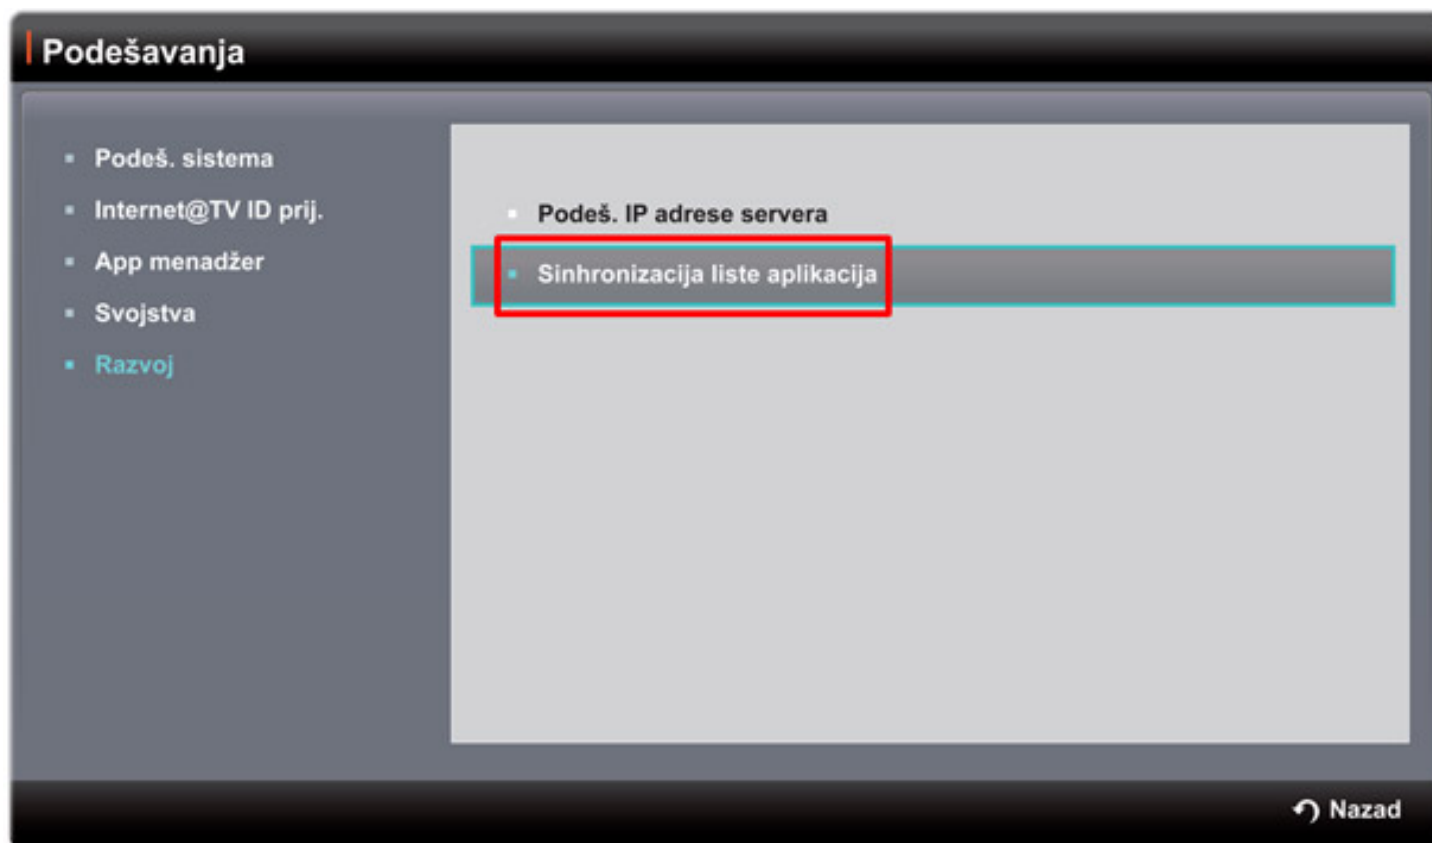 Podešavanja
Podeš. sistema
Internet@TV ID prij.
App menadžer
Svojstva
Razvoj
Podeš. IP adrese servera
Sinhronizacija liste aplikacija
Nazad